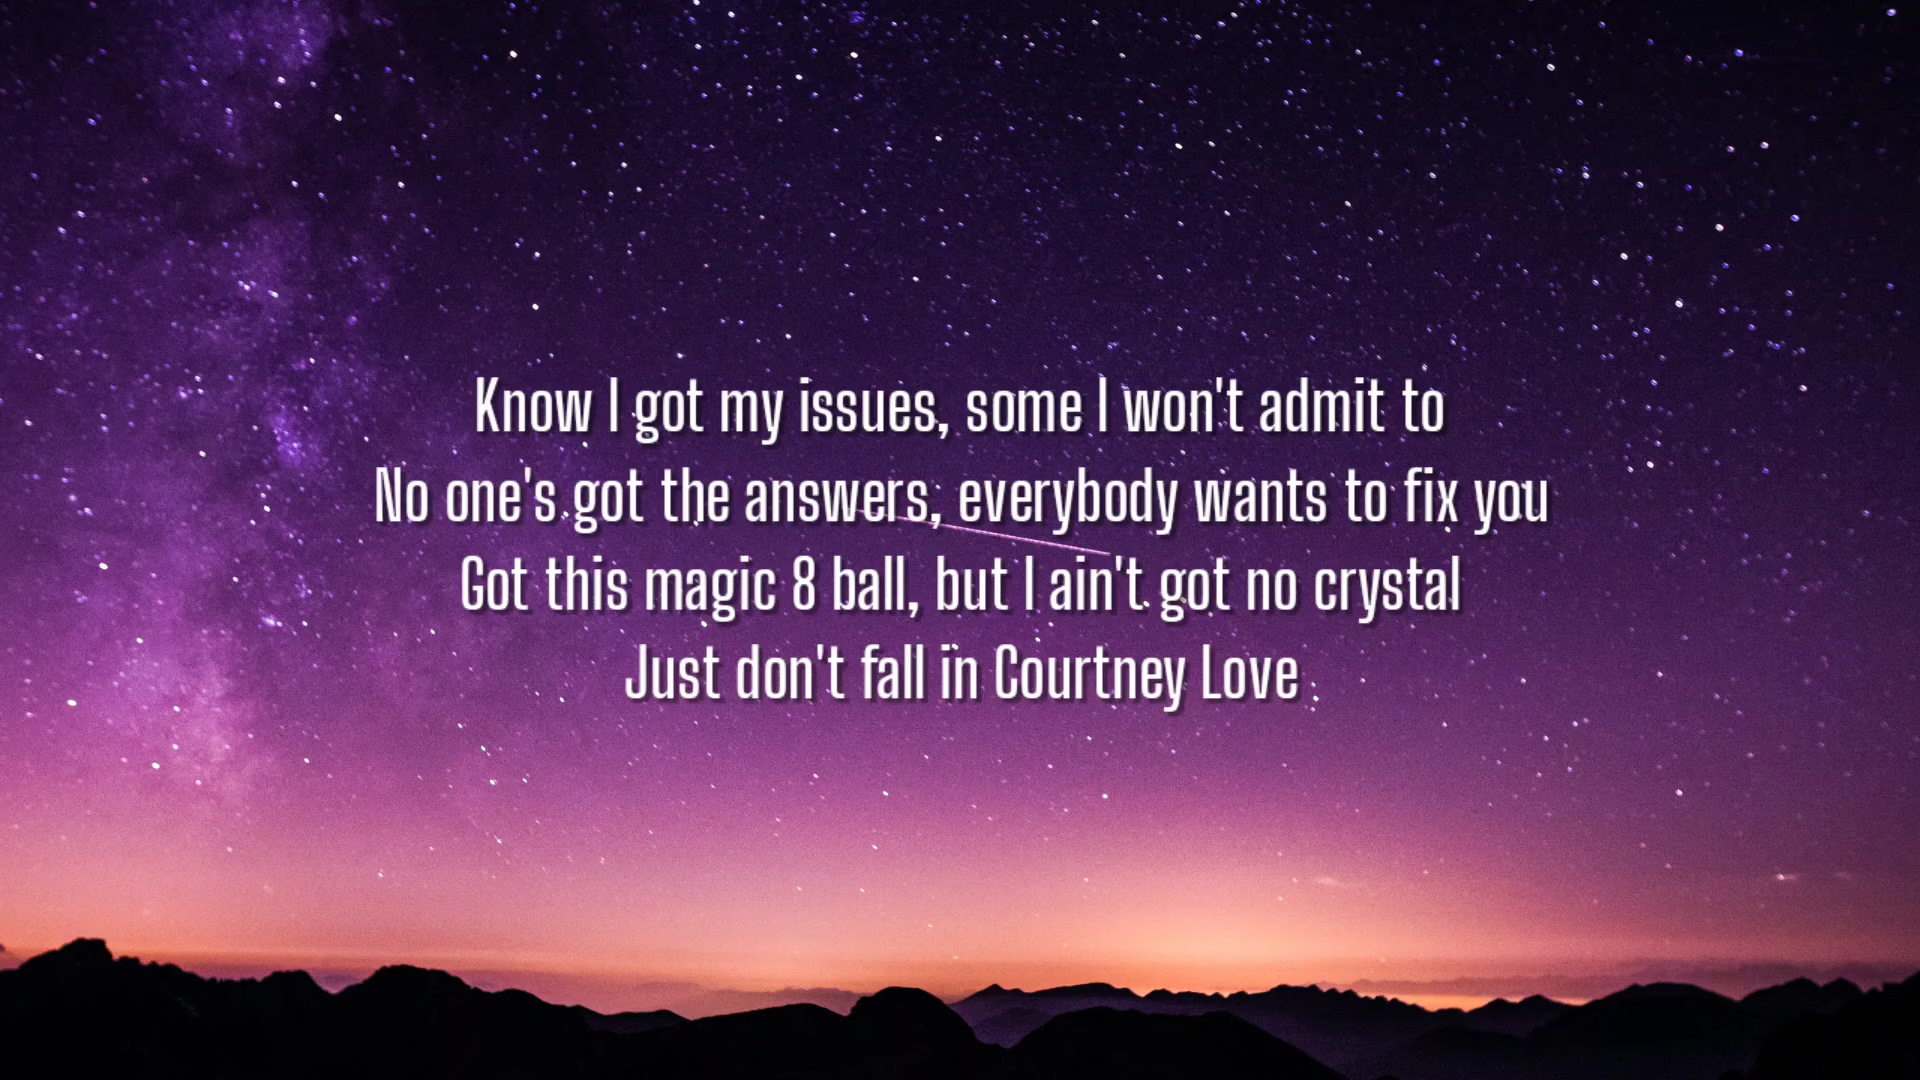 Know I got my issues, some I won't admit to
No one's got the answers, everybody wants to fix you
Got this magic 8 ball, but I ain't got no crystal
Just don't fall in Courtney Love